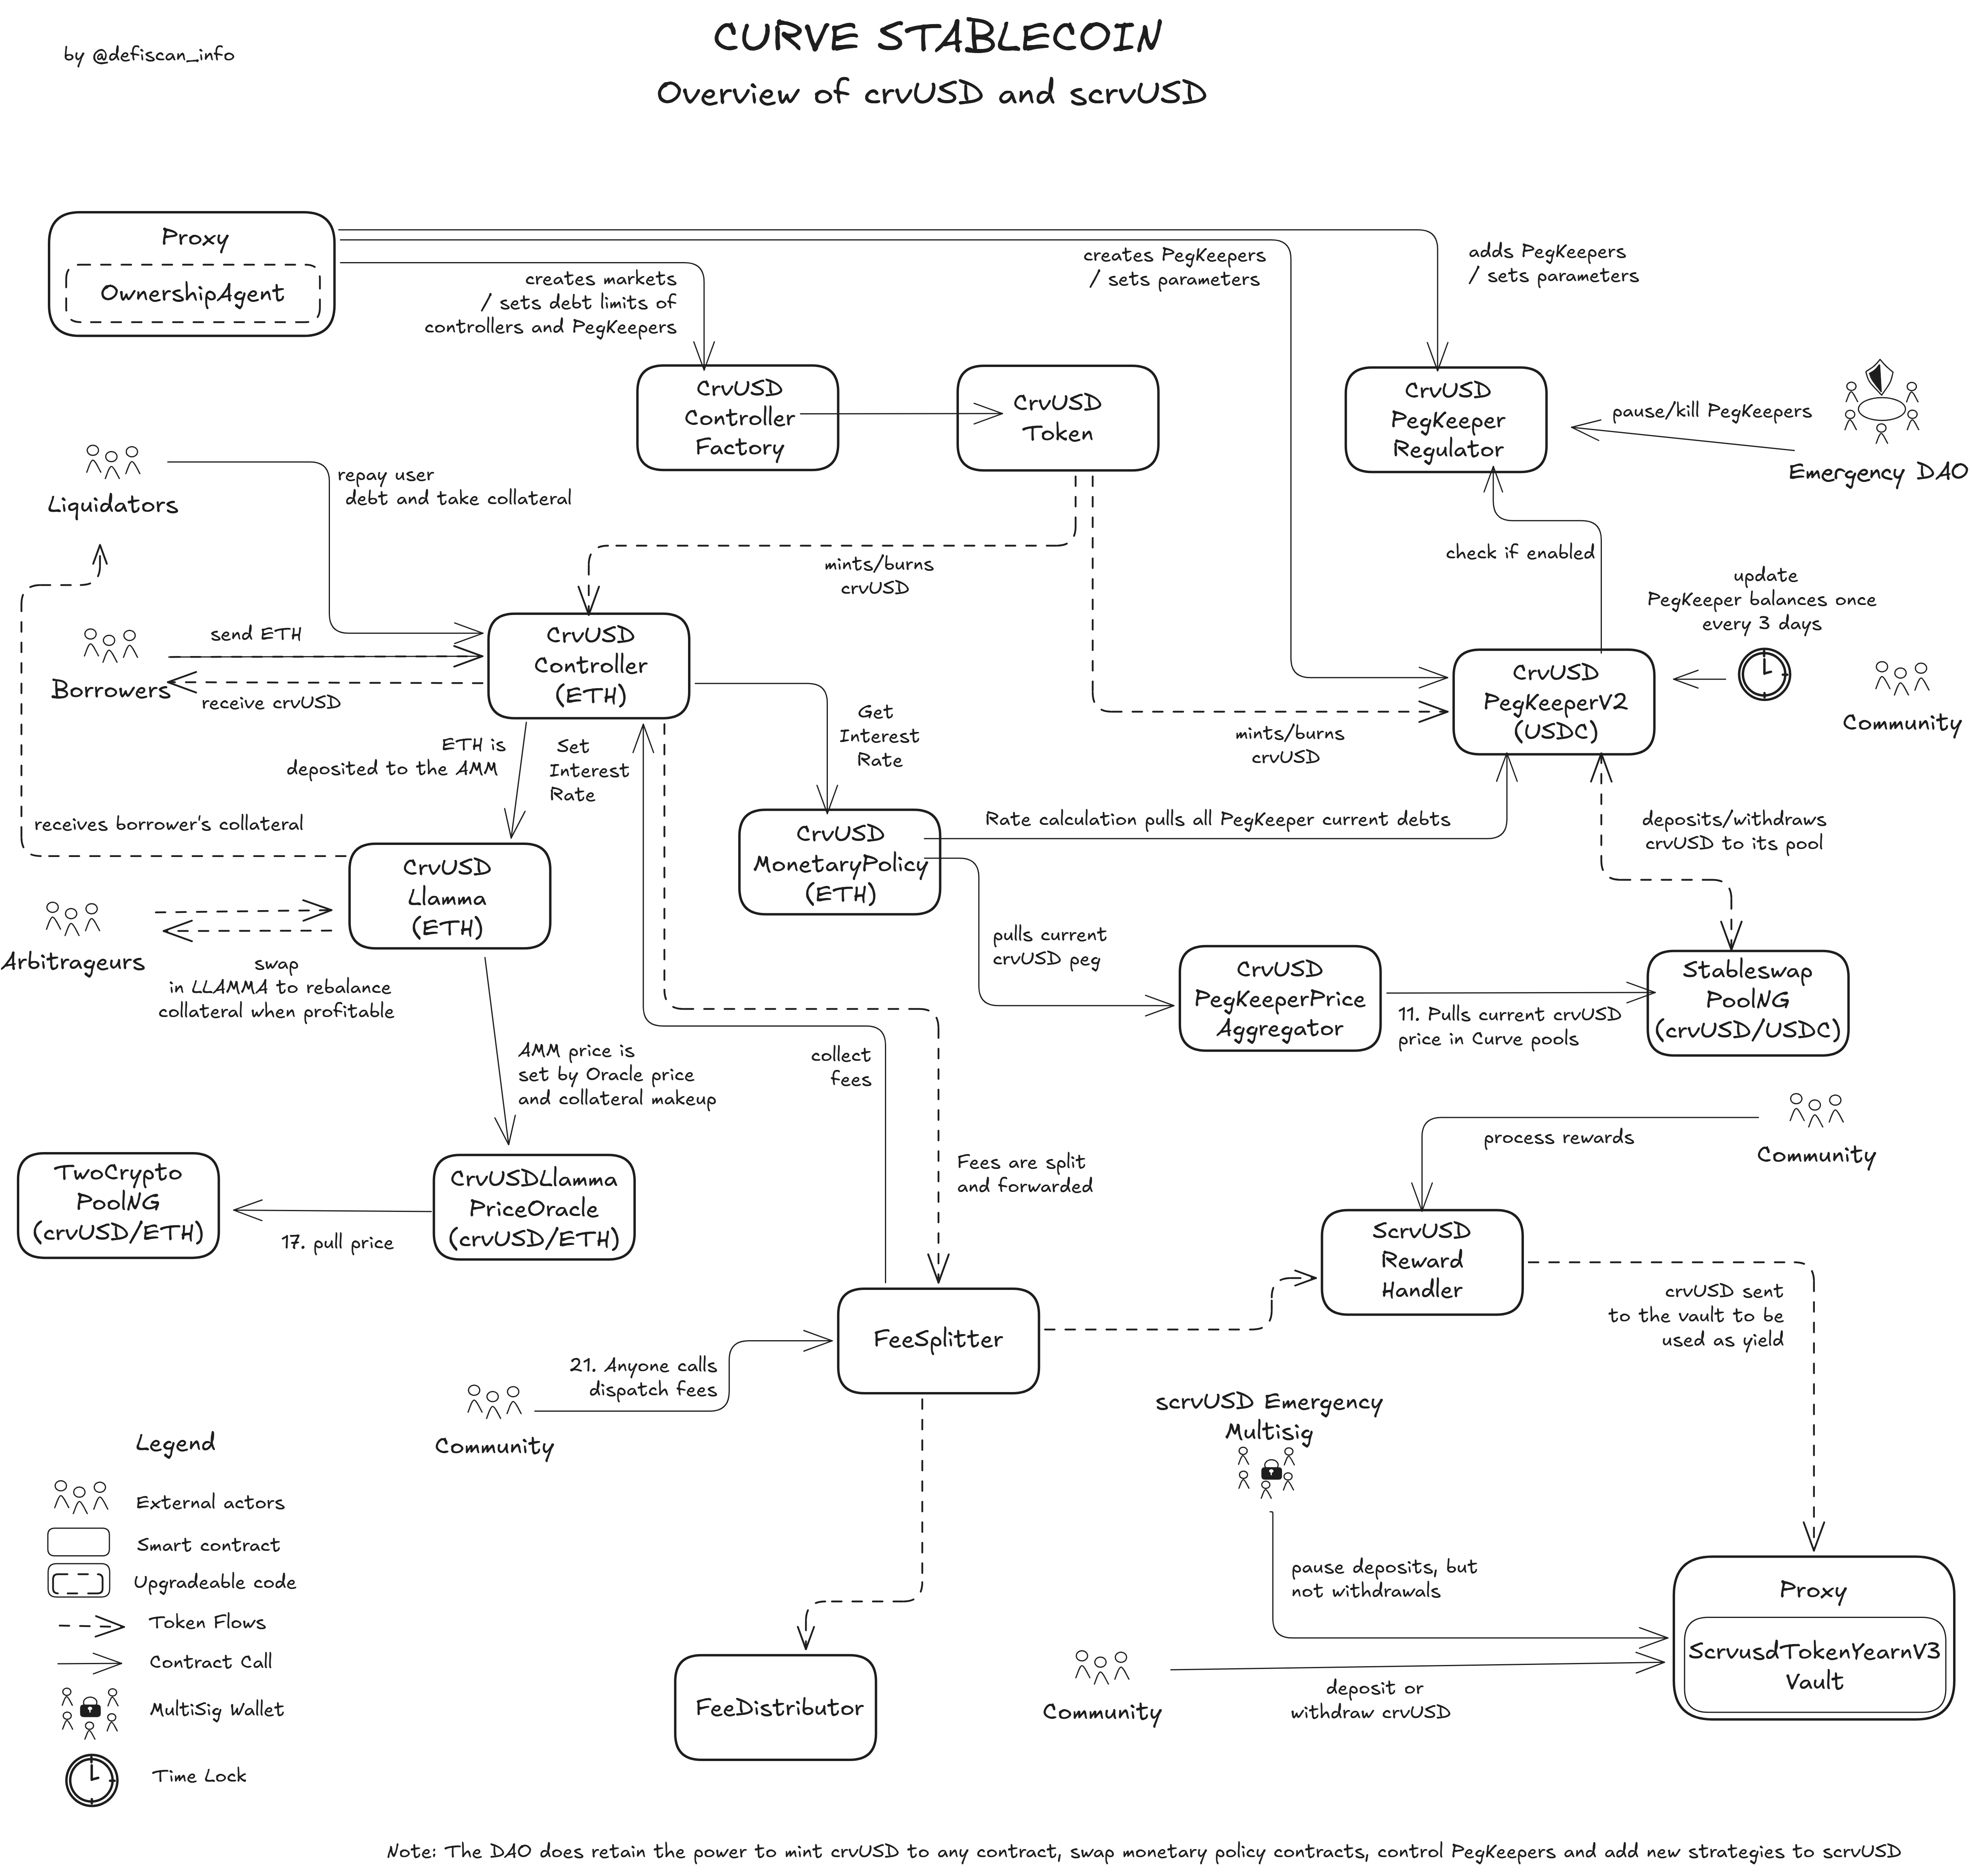 by @defiscan_info
CURVE STABLECOIN
Overview of crvUSD and scrvUSD
Proxy
OwnershipAgent
creates markets
/ sets debt limits of
controllers and PegKeepers
creates PegKeepers
/ sets parameters
adds PegKeepers
/ sets parameters
CrvUSD
Controller
Factory
CrvUSD
Token
CrvUSD
PegKeeper
Regulator
pause/kill PegKeepers
Emergency DAO
Liquidators
repay user
debt and take collateral
mints/burns
crvUSD
check if enabled
update
PegKeeper balances once
every 3 days
Borrowers
send ETH
receive crvUSD
CrvUSD
Controller
(ETH)
CrvUSD
PegKeeperV2
(USDC)
Community
Get
Interest
Rate
mints/burns
crvUSD
ETH is
deposited to the AMM
Set
Interest
Rate
receives borrower's collateral
CrvUSD
MonetaryPolicy
(ETH)
Rate calculation pulls all PegKeeper current debts
deposits/withdraws
crvUSD to its pool
CrvUSD
Llamma
(ETH)
Arbitrageurs
swap
in LLAMMA to rebalance
collateral when profitable
pulls current
crvUSD peg
CrvUSD
PegKeeperPrice
Aggregator
11. Pulls current crvUSD
price in Curve pools
Stableswap
PoolNG
(crvUSD/USDC)
AMM price is
set by Oracle price
and collateral makeup
collect
fees
process rewards
Community
TwoCrypto
PoolNG
(crvUSD/ETH)
17. pull price
CrvUSDLlamma
PriceOracle
(crvUSD/ETH)
Fees are split
and forwarded
ScrvUSD
Reward
Handler
crvUSD sent
to the vault to be
used as yield
FeeSplitter
21. Anyone calls
dispatch fees
Community
scrvUSD Emergency
Multisig
pause deposits, but
not withdrawals
Proxy
ScrvusdTokenYearnV3
Vault
Community
deposit or
withdraw crvUSD
FeeDistributor
Legend
External actors
Smart contract
Upgradeable code
Token Flows
Contract Call
MultiSig Wallet
Time Lock
Note: The DAO does retain the power to mint crvUSD to any contract, swap monetary policy contracts, control PegKeepers and add new strategies to scrvUSD